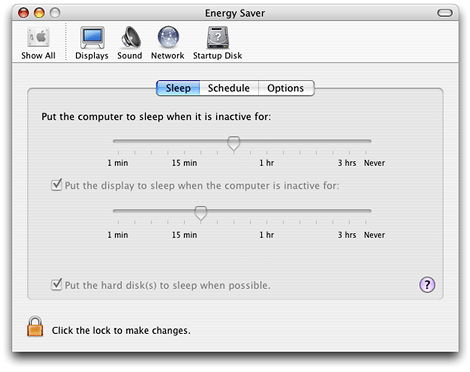 Energy Saver
Show All Displays Sound Network Startup Disk
Sleep Schedule Options
Put the computer to sleep when it is inactive for:
1 min 15 min 1 hr 3 hrs Never
Put the display to sleep when the computer is inactive for:
1 min 15 min 1 hr 3 hrs Never
Put the hard disk(s) to sleep when possible. ?
Click the lock to make changes.